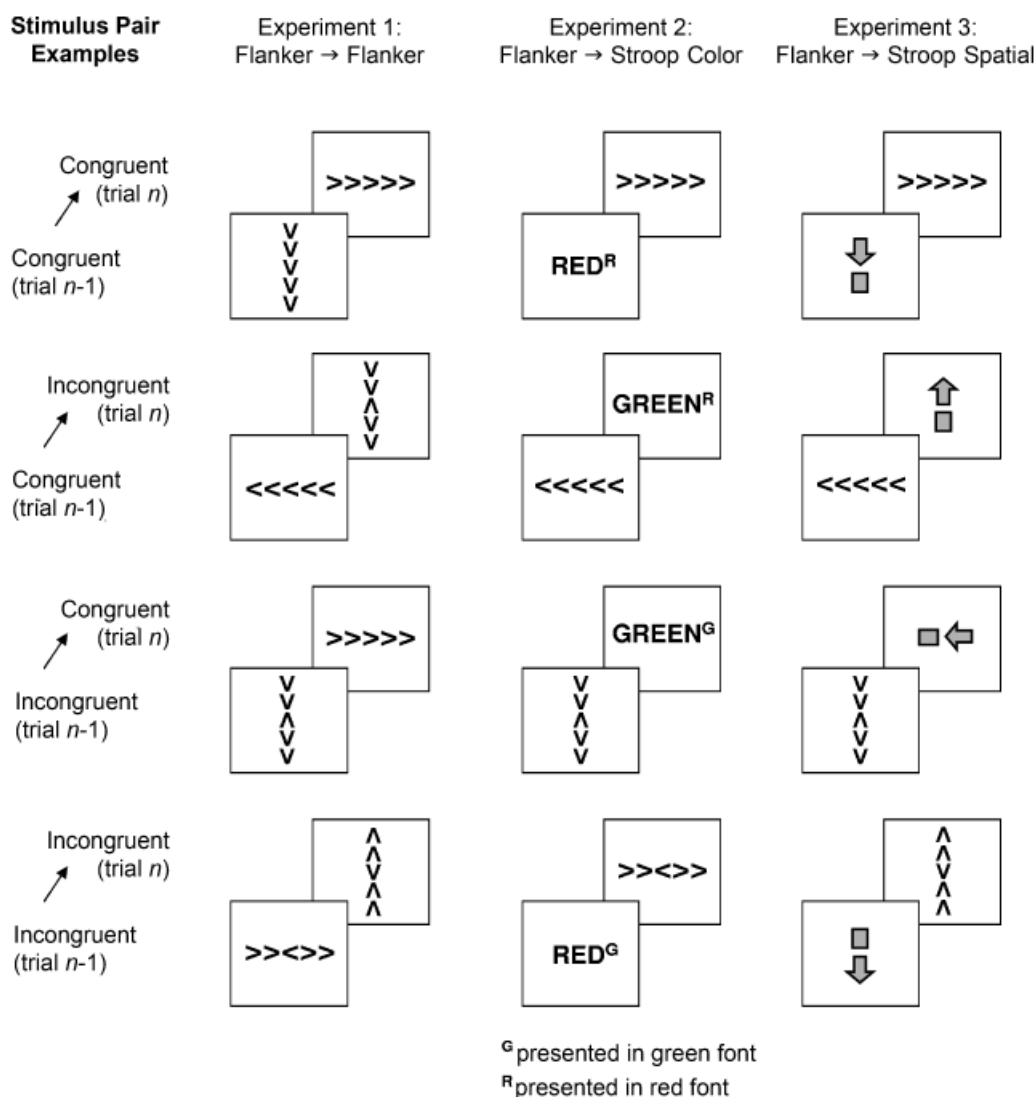 Stimulus Pair Examples
Experiment 1:
Flanker → Flanker
Experiment 2:
Flanker → Stroop Color
Experiment 3:
Flanker → Stroop Spatial
Congruent
(trial n)
Congruent
(trial n-1)
>>>>>
v
v
v
v
v
>>>>>
RED^R
>>>>>
Incongruent
(trial n)
Congruent
(trial n-1)
v
v
ʌ
v
v
<<<<<
GREEN^R
<<<<<
<<<<<
Congruent
(trial n)
Incongruent
(trial n-1)
>>>>>
v
v
ʌ
v
v
GREEN^G
v
v
ʌ
v
v
v
v
ʌ
v
v
Incongruent
(trial n)
Incongruent
(trial n-1)
ʌ
ʌ
v
ʌ
ʌ
>><>>
>><>>
RED^G
ʌ
ʌ
v
ʌ
ʌ
^G presented in green font
^R presented in red font